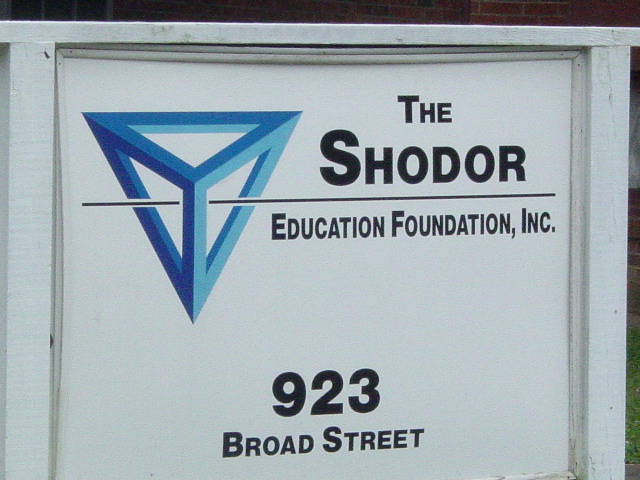 THE
SHODOR
EDUCATION FOUNDATION, INC.
923
BROAD STREET